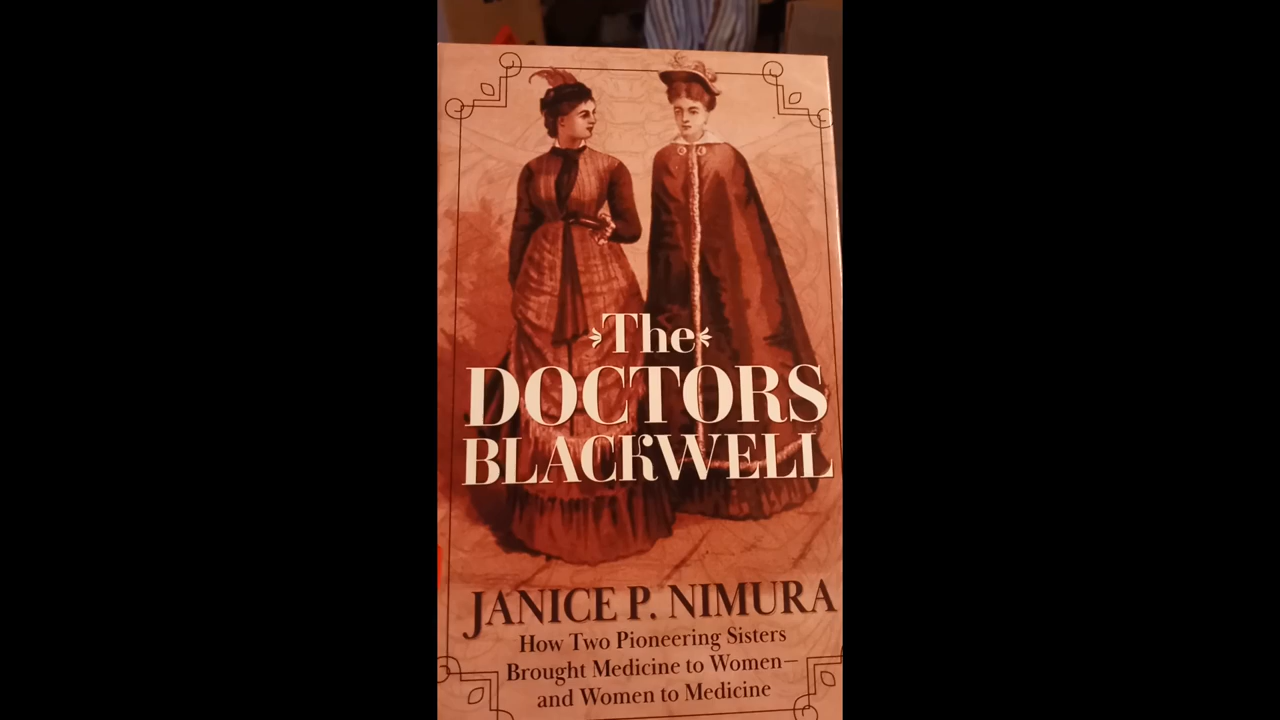 The
DOCTORS
BLACKWELL
JANICE P. NIMURA
How Two Pioneering Sisters
Brought Medicine to Women—
and Women to Medicine